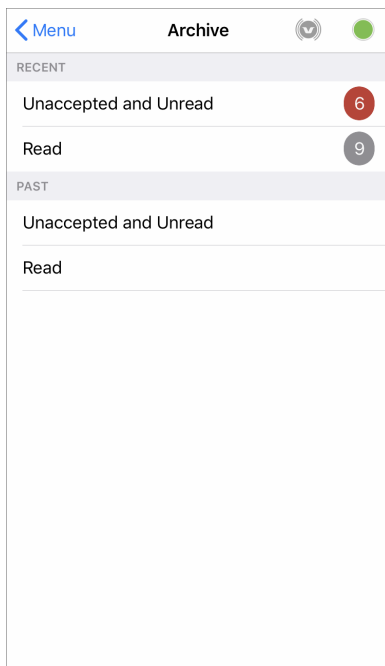 Menu
Archive
RECENT
Unaccepted and Unread 6
Read 9
PAST
Unaccepted and Unread
Read